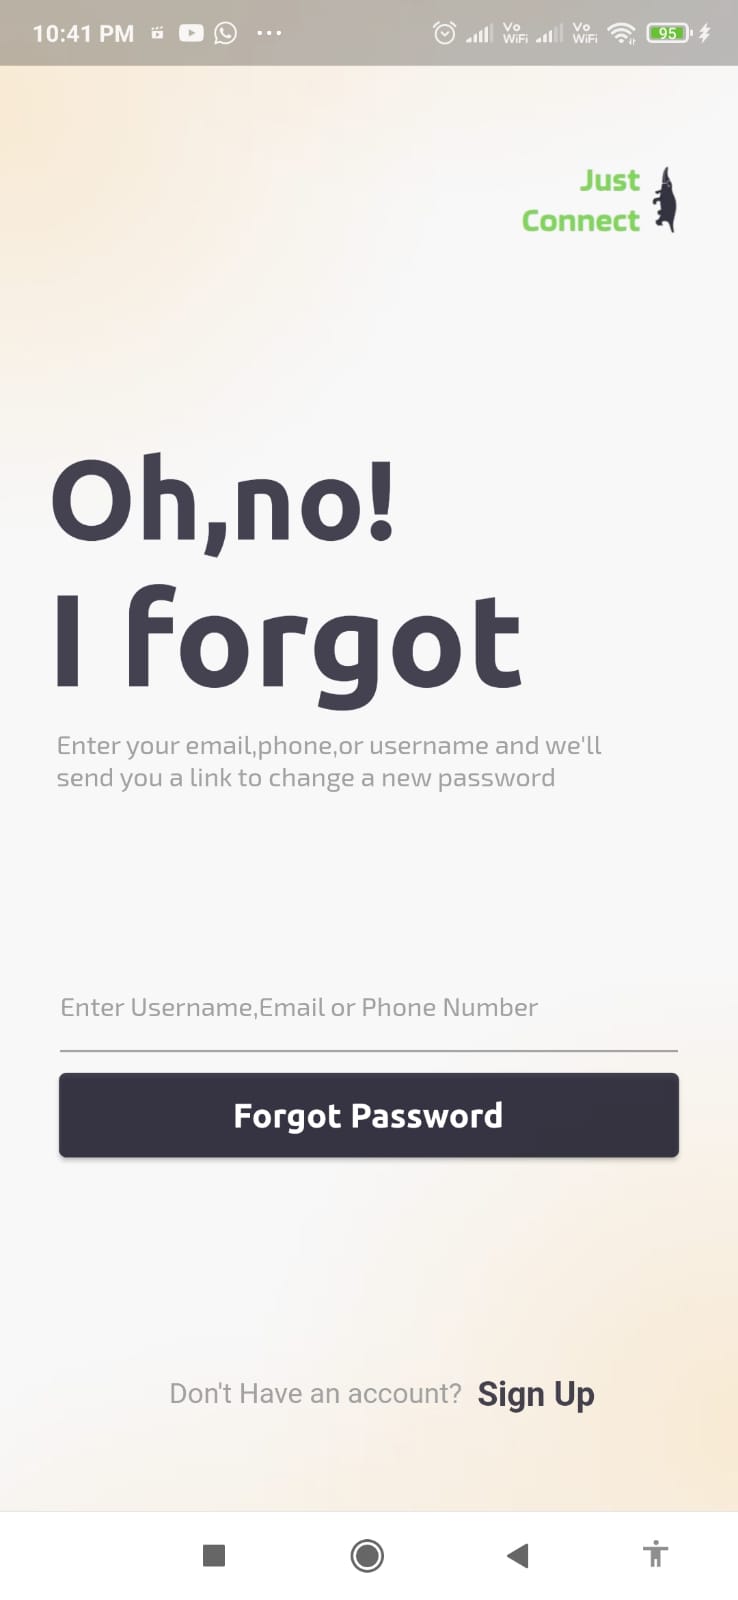 10:41 PM
Vo
WiFi
Vo
WiFi
95
Just
Connect
Oh,no!
I forgot
Enter your email,phone,or username and we'll
send you a link to change a new password
Enter Username,Email or Phone Number
Forgot Password
Don't Have an account? Sign Up